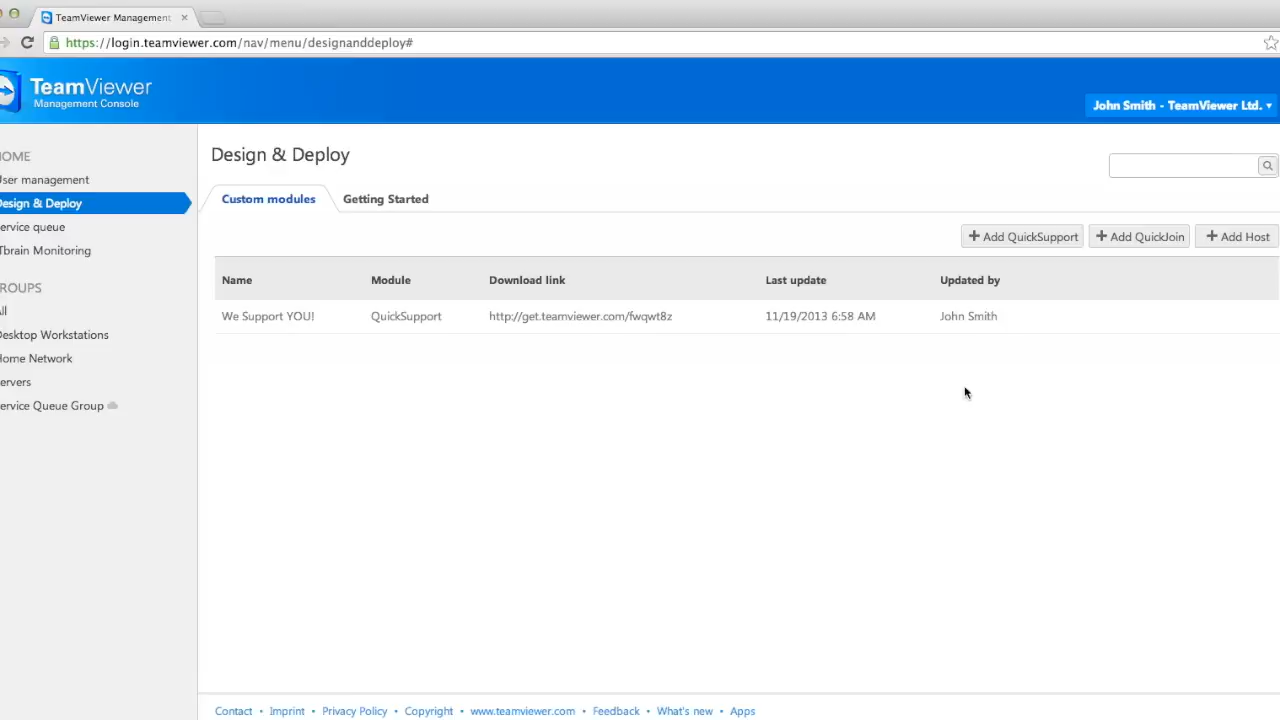 TeamViewer Management
https://login.teamviewer.com/nav/menu/designanddeploy#
TeamViewer
Management Console
John Smith - TeamViewer Ltd.
OME
ser management
esign & Deploy
ervice queue
Tbrain Monitoring
ROUPS
ll
esktop Workstations
ome Network
ervers
ervice Queue Group
Design & Deploy
Custom modules
Getting Started
+ Add QuickSupport
+ Add QuickJoin
+ Add Host
Name Module Download link Last update Updated by
We Support YOU! QuickSupport http://get.teamviewer.com/fwqwt8z 11/19/2013 6:58 AM John Smith
Contact • Imprint • Privacy Policy • Copyright • www.teamviewer.com • Feedback • What's new • Apps